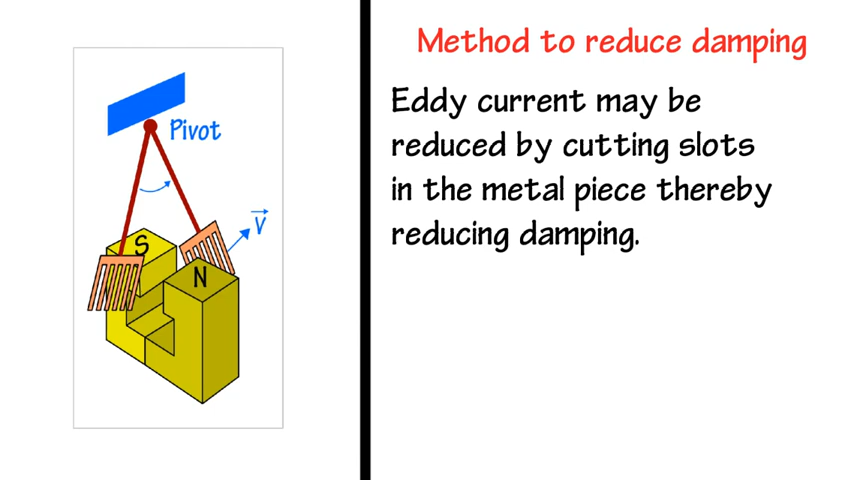 Method to reduce damping
Pivot
V
S
N
Eddy current may be
reduced by cutting slots
in the metal piece thereby
reducing damping.